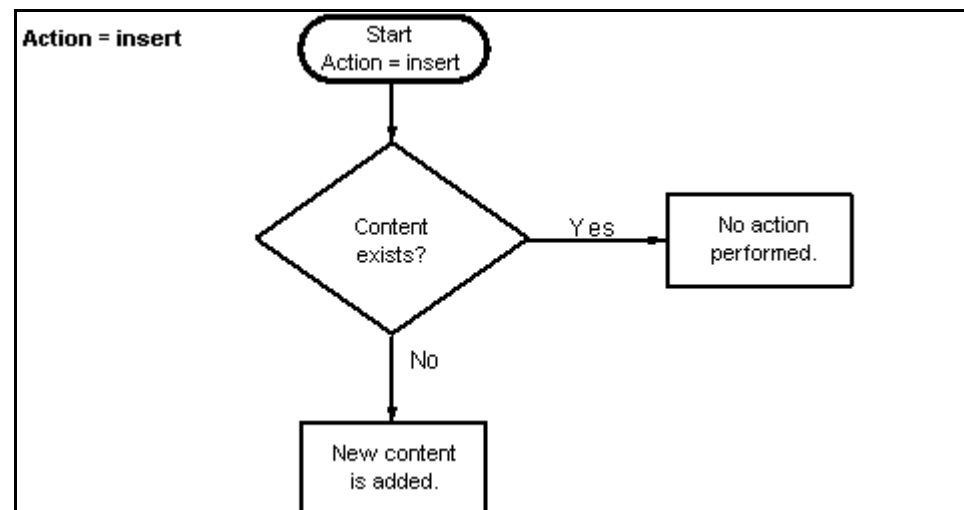 Action = insert
Start
Action = insert
Content
exists?
Yes
No action
performed.
No
New content
is added.